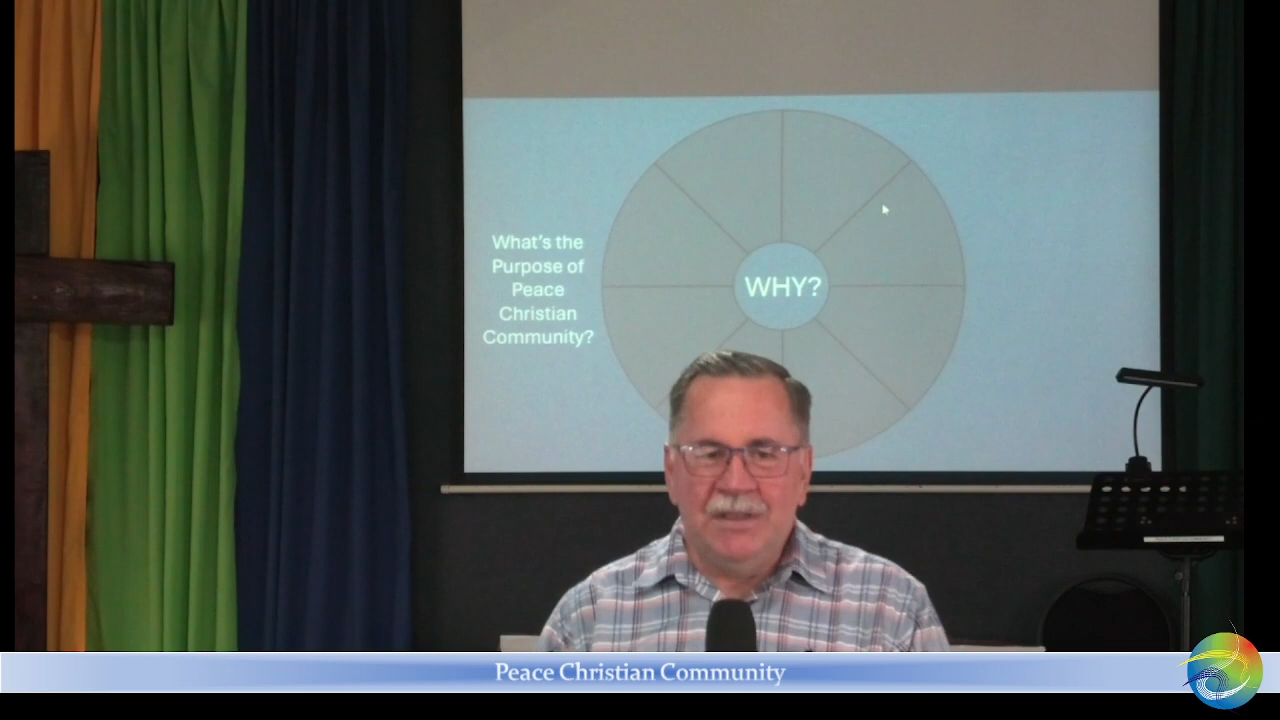 What's the
Purpose of
Peace
Christian
Community?
WHY?
Peace Christian Community